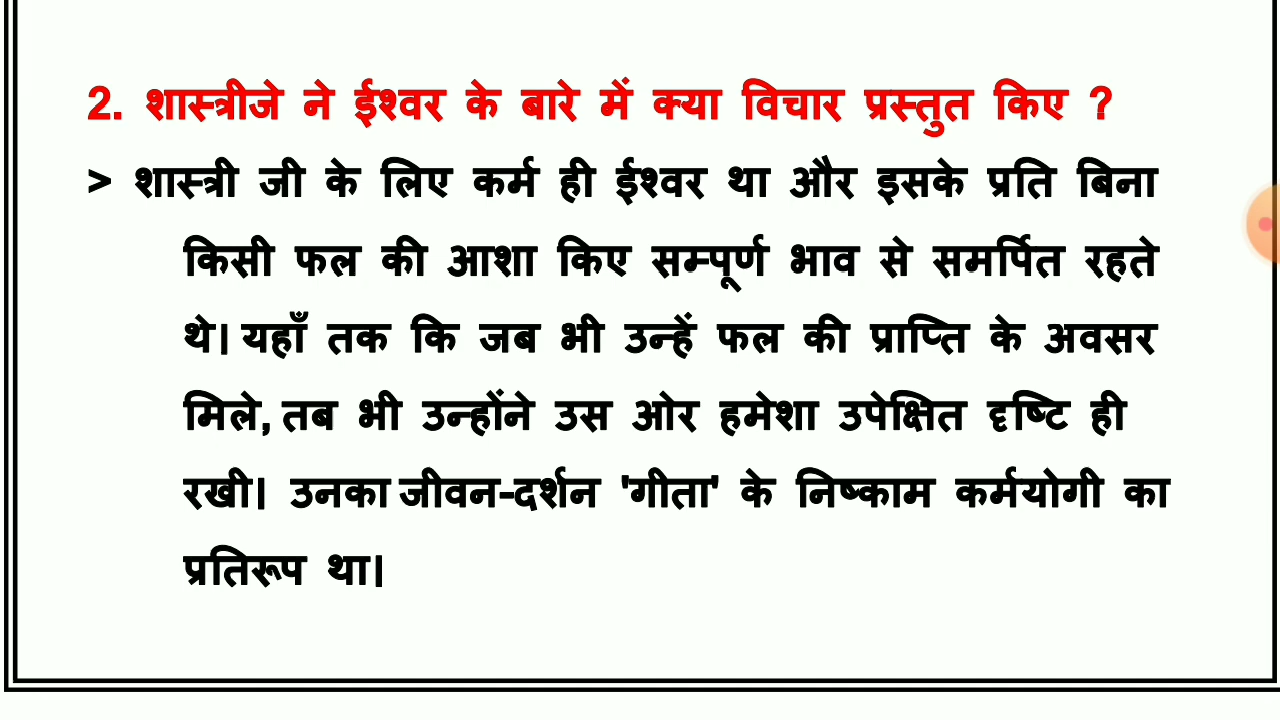 2. शास्त्रीजे ने ईश्वर के बारे में क्या विचार प्रस्तुत किए ?
> शास्त्री जी के लिए कर्म ही ईश्वर था और इसके प्रति बिना
किसी फल की आशा किए सम्पूर्ण भाव से समर्पित रहते
थे। यहाँ तक कि जब भी उन्हें फल की प्राप्ति के अवसर
मिले, तब भी उन्होंने उस ओर हमेशा उपेक्षित दृष्टि ही
रखी। उनका जीवन-दर्शन 'गीता' के निष्काम कर्मयोगी का
प्रतिरूप था।